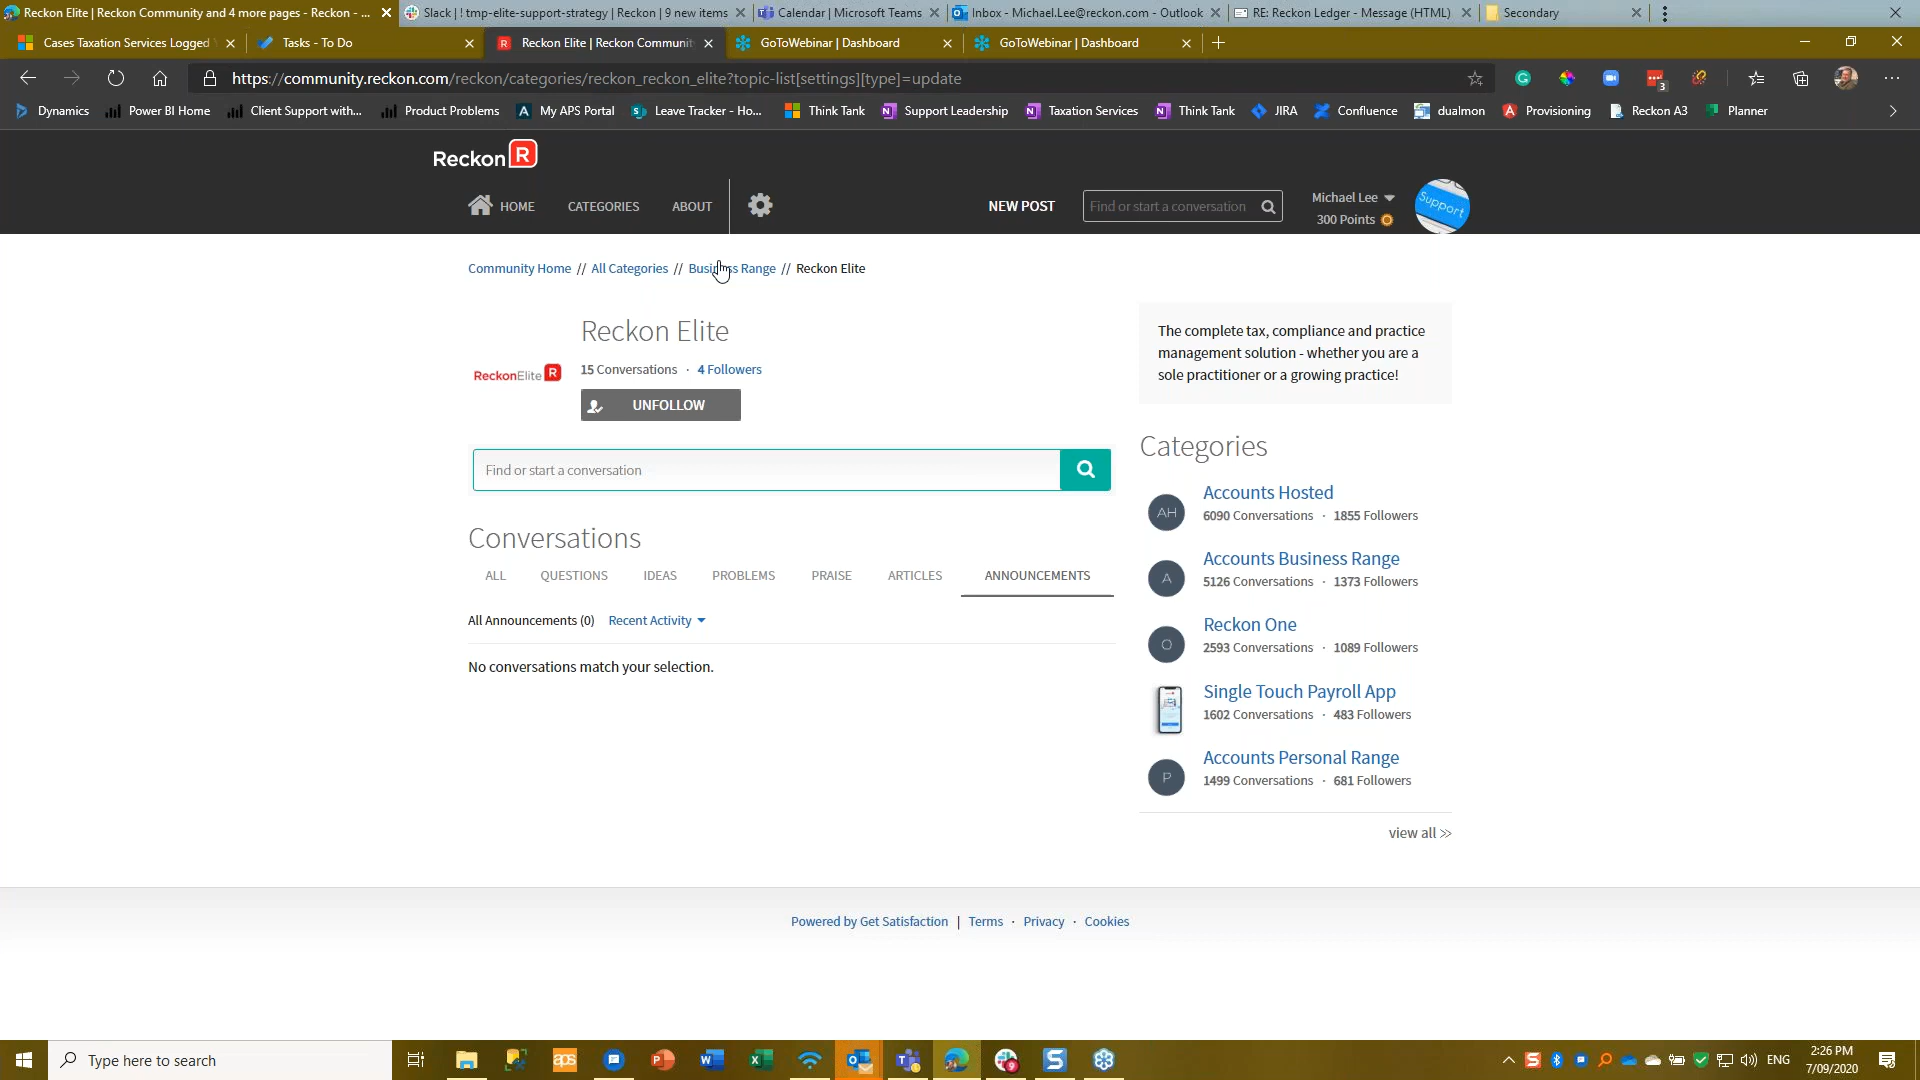 Reckon Elite | Reckon Community and 4 more pages - Reckon - ...
Slack | ! tmp-elite-support-strategy | Reckon | 9 new items
Calendar | Microsoft Teams
Inbox - Michael.Lee@reckon.com - Outlook
RE: Reckon Ledger - Message (HTML)
Secondary
Cases Taxation Services Logged
Tasks - To Do
Reckon Elite | Reckon Communit
GoToWebinar | Dashboard
GoToWebinar | Dashboard
https://community.reckon.com/reckon/categories/reckon_reckon_elite?topic-list[settings][type]=update
3
Dynamics
Power BI Home
Client Support with...
Product Problems
My APS Portal
Leave Tracker - Ho...
Think Tank
Support Leadership
Taxation Services
Think Tank
JIRA
Confluence
dualmon
Provisioning
Reckon A3
Planner
Reckon R
HOME
CATEGORIES
ABOUT
NEW POST
Find or start a conversation
Michael Lee
300 Points
Support
Community Home // All Categories // Business Range // Reckon Elite
Reckon Elite
ReckonElite R
15 Conversations · 4 Followers
UNFOLLOW
Find or start a conversation
Conversations
ALL
QUESTIONS
IDEAS
PROBLEMS
PRAISE
ARTICLES
ANNOUNCEMENTS
All Announcements (0) Recent Activity
No conversations match your selection.
The complete tax, compliance and practice
management solution - whether you are a
sole practitioner or a growing practice!
Categories
AH
Accounts Hosted
6090 Conversations · 1855 Followers
A
Accounts Business Range
5126 Conversations · 1373 Followers
O
Reckon One
2593 Conversations · 1089 Followers
Single Touch Payroll App
1602 Conversations · 483 Followers
P
Accounts Personal Range
1499 Conversations · 681 Followers
view all >>
Powered by Get Satisfaction | Terms · Privacy · Cookies
Type here to search
aps
9
ENG
2:26 PM
7/09/2020